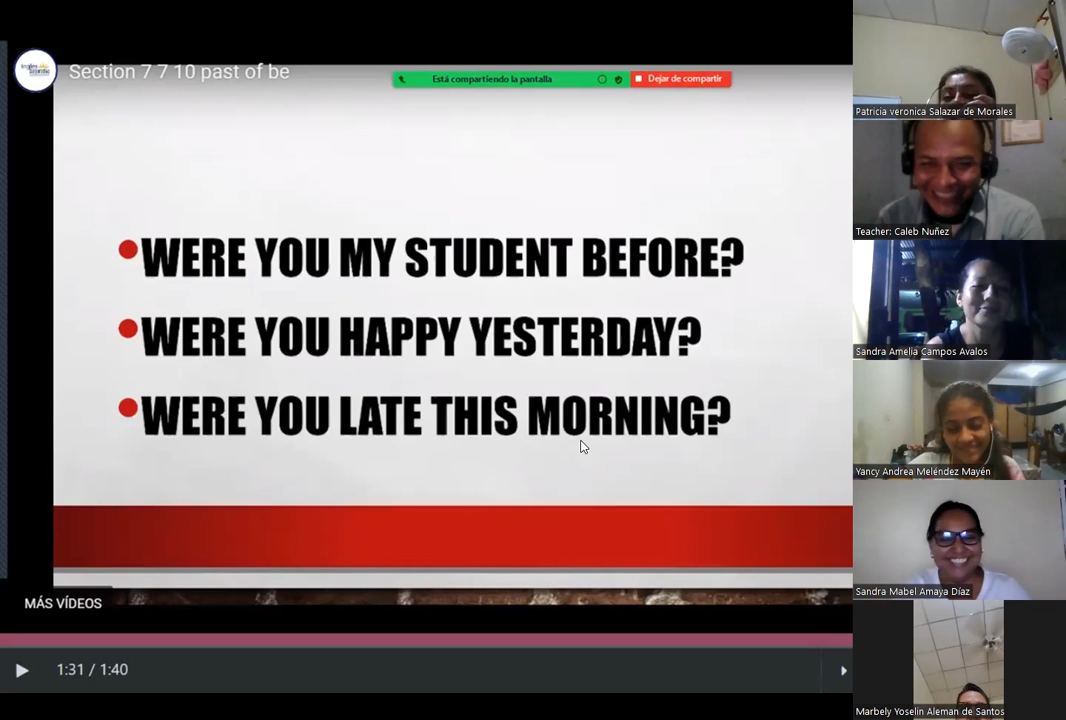 Section 7 7 10 past of be
Está compartiendo la pantalla
Dejar de compartir
•WERE YOU MY STUDENT BEFORE?
•WERE YOU HAPPY YESTERDAY?
•WERE YOU LATE THIS MORNING?
MÁS VÍDEOS
1:31 / 1:40
Patricia veronica Salazar de Morales
Teacher: Caleb Nuñez
Sandra Amelia Campos Avalos
Yancy Andrea Meléndez Mayén
Sandra Mabel Amaya Díaz
Marbely Yoselin Aleman de Santos